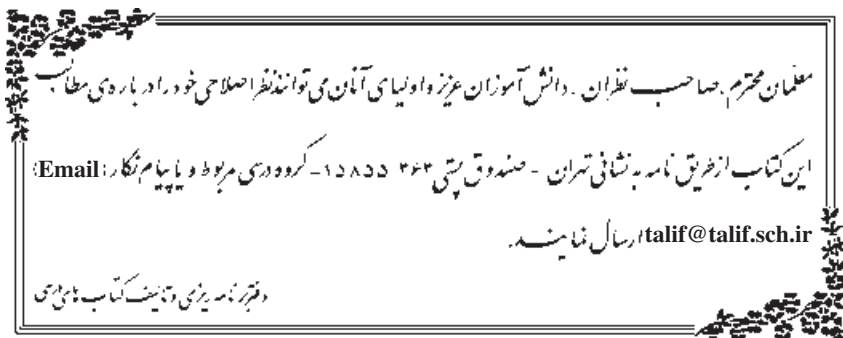 معلمان محترم، صاحب نظران، دانش آموزان عزیز و اولیای آنان می توانند نظر اصلاحی خود را در باره ی مطالب
این کتاب از طریق نامه به نشانی تهران - صندوق پستی ۳۶۳ ۱۵۸۵۵ - گروه درسی مربوط و یا پیام نگار (Email)
talif@talif.sch.ir ارسال نمایند.
دفتر برنامه ریزی و تألیف کتاب های درسی